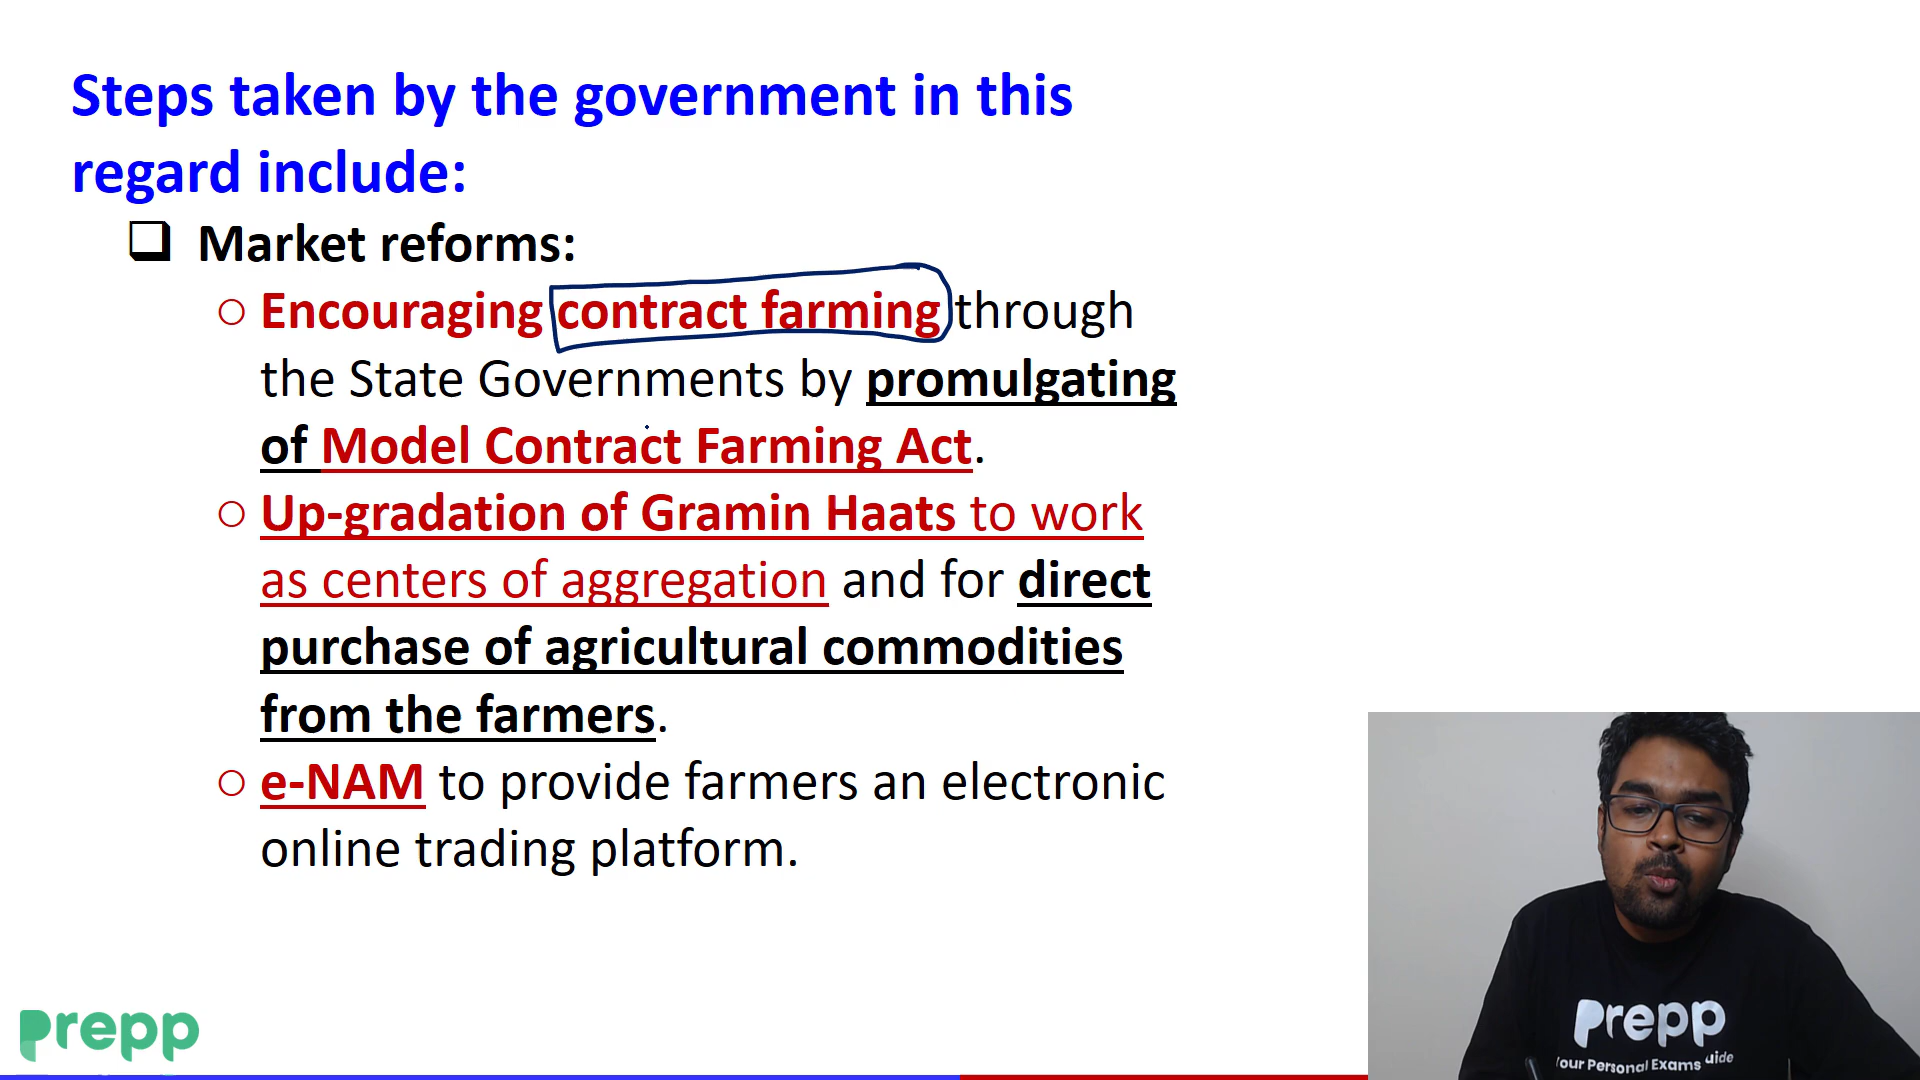 Steps taken by the government in this
regard include:
Market reforms:
Encouraging contract farming through
the State Governments by promulgating
of Model Contract Farming Act.
Up-gradation of Gramin Haats to work
as centers of aggregation and for direct
purchase of agricultural commodities
from the farmers.
e-NAM to provide farmers an electronic
online trading platform.
prepp
Prepp
Your Personal Exams uide